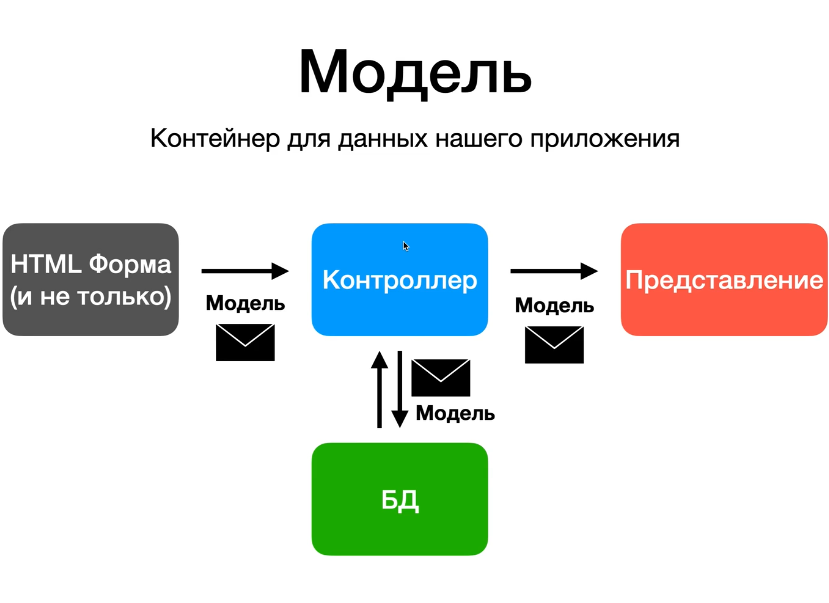 Модель
Контейнер для данных нашего приложения
HTML Форма
(и не только)
Модель
Контроллер
Модель
Представление
Модель
БД